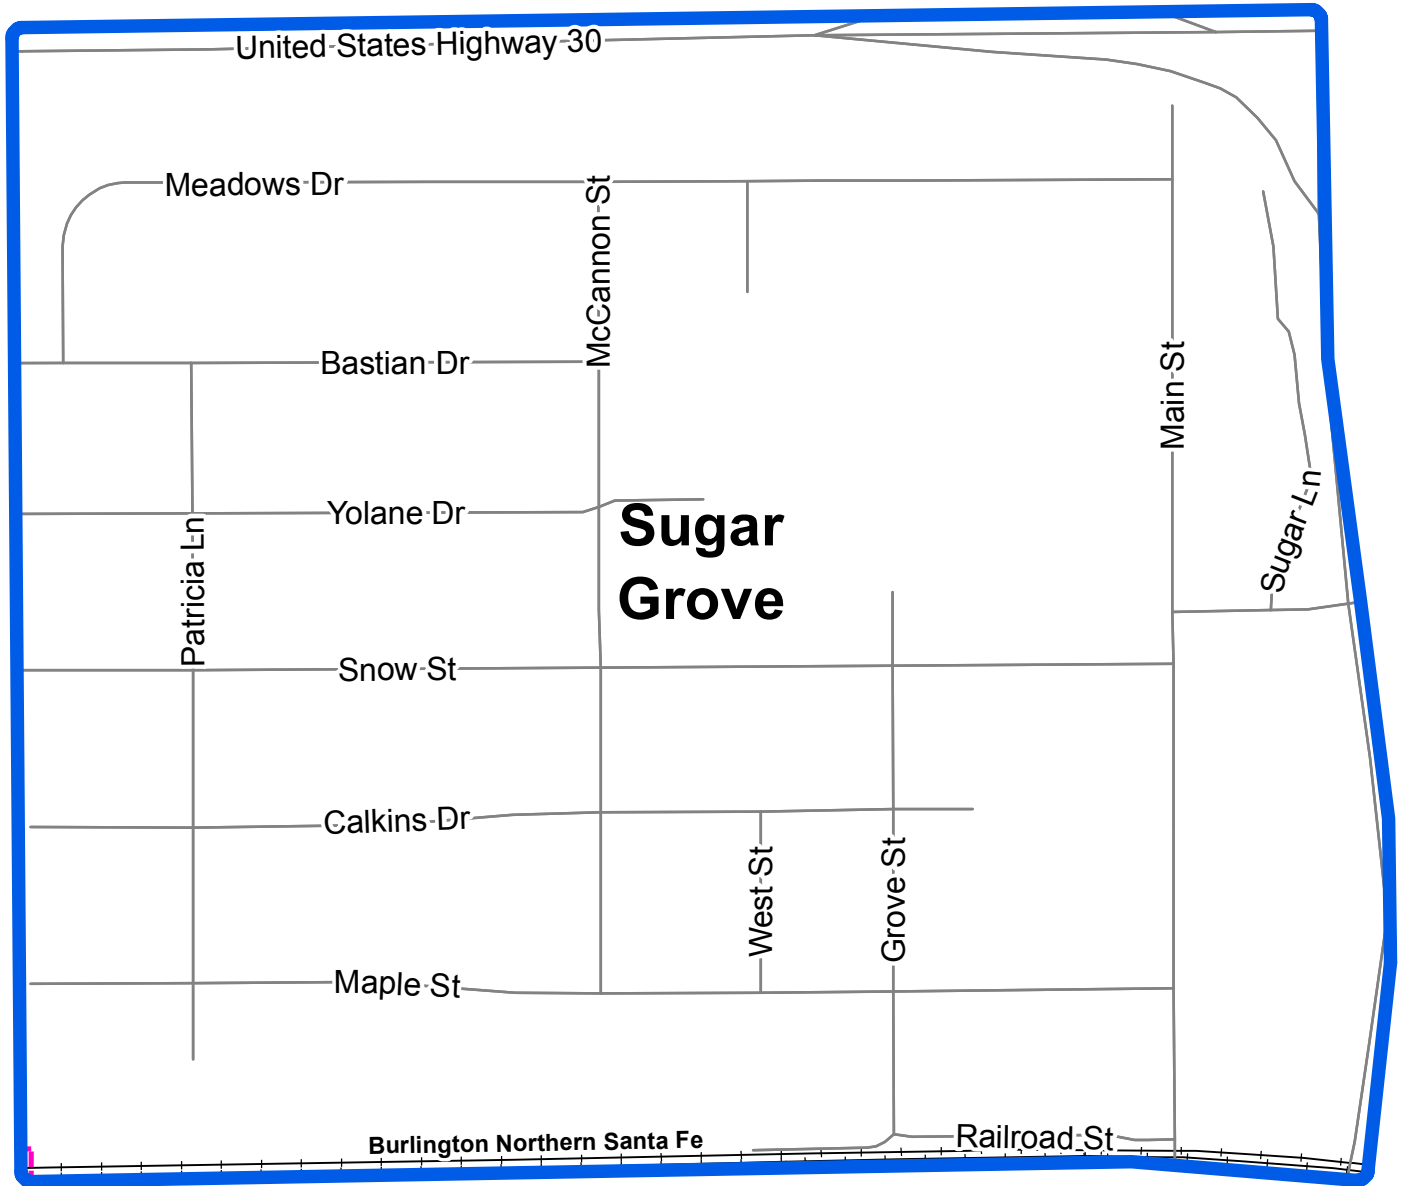 United States Highway 30
Meadows Dr
McCannon St
Bastian Dr
Main St
Yolane Dr
Sugar
Grove
Sugar Ln
Patricia Ln
Snow St
Calkins Dr
West St
Grove St
Maple St
Burlington Northern Santa Fe
Railroad St